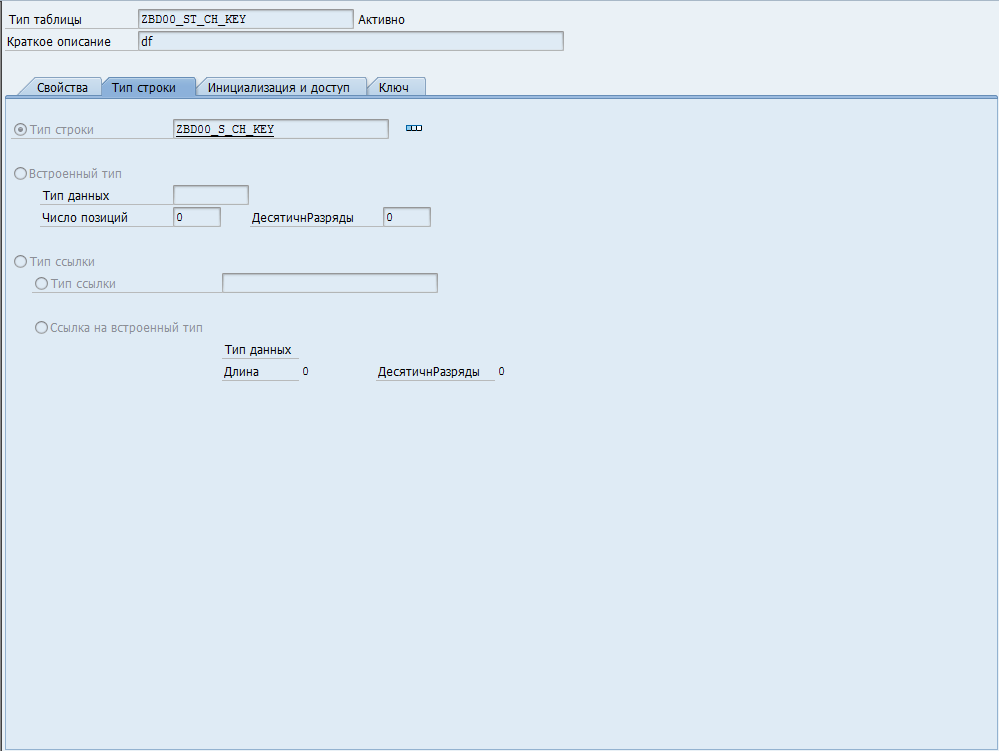 Тип таблицы ZBD00_ST_CH_KEY Активно
Краткое описание df
Свойства Тип строки Инициализация и доступ Ключ
Тип строки ZBD00_S_CH_KEY
Встроенный тип
Тип данных
Число позиций 0 ДесятичнРазряды 0
Тип ссылки
Тип ссылки
Ссылка на встроенный тип
Тип данных
Длина 0 ДесятичнРазряды 0